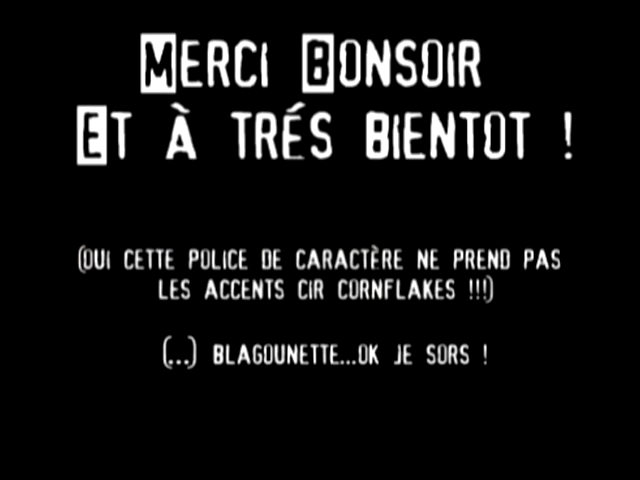 MERCI BONSOIR
ET À TRÉS BIENTOT !
(OUI CETTE POLICE DE CARACTÈRE NE PREND PAS
LES ACCENTS CIR CORNFLAKES !!!)
(...) BLAGOUNETTE...OK JE SORS !